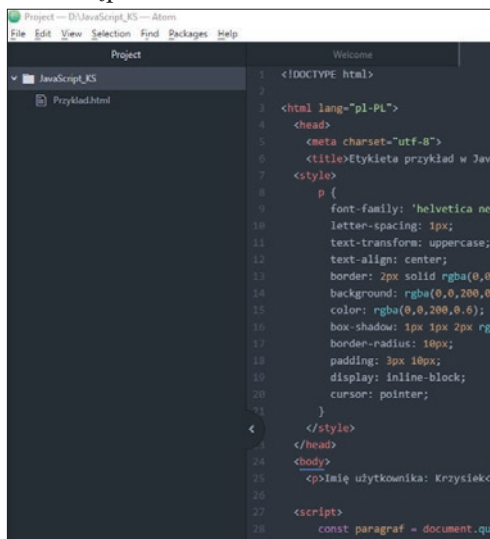 Project — D:\JavaScript_KS — Atom
File Edit View Selection Find Packages Help
Project
Welcome
JavaScript_KS
Przyklad.html
1 <!DOCTYPE html>
2
3 <html lang="pl-PL">
4 <head>
5 <meta charset="utf-8">
6 <title>Etykieta przykład w Jav
7 <style>
8 p {
9 font-family: 'helvetica ne
10 letter-spacing: 1px;
11 text-transform: uppercase;
12 text-align: center;
13 border: 2px solid rgba(0,0
14 background: rgba(0,0,200,0
15 color: rgba(0,0,200,0.6);
16 box-shadow: 1px 1px 2px rg
17 border-radius: 10px;
18 padding: 3px 10px;
19 display: inline-block;
20 cursor: pointer;
21 }
22 </style>
23 </head>
24 <body>
25 <p>Imię użytkownika: Krzysiek<
26
27 <script>
28 const paragraf = document.qu